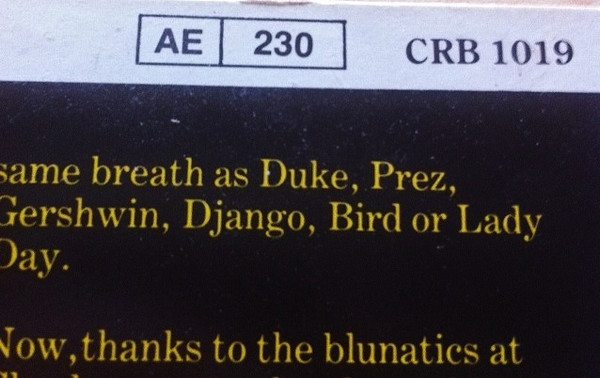 AE 230 CRB 1019
same breath as Duke, Prez,
Gershwin, Django, Bird or Lady
Day.
Now, thanks to the blunatics at